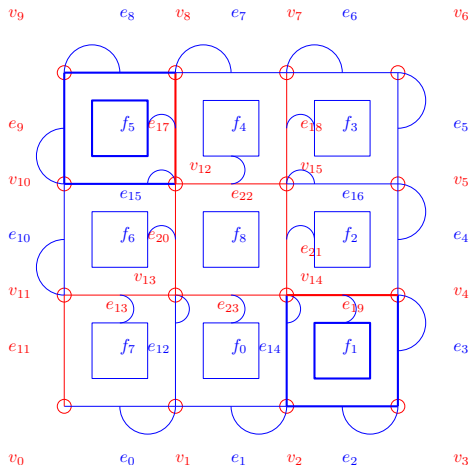 v₉ e₈ v₈ e₇ v₇ e₆ v₆
e₉ f₅ e₁₇ f₄ e₁₈ f₃ e₅
v₁₀ v₁₂ v₁₅ v₅
e₁₅ e₂₂ e₁₆
e₁₀ f₆ e₂₀ f₈ f₂ e₄
e₂₁
v₁₁ v₁₃ v₁₄ v₄
e₁₃ e₂₃ e₁₉
e₁₁ f₇ e₁₂ f₀ e₁₄ f₁ e₃
v₀ e₀ v₁ e₁ v₂ e₂ v₃